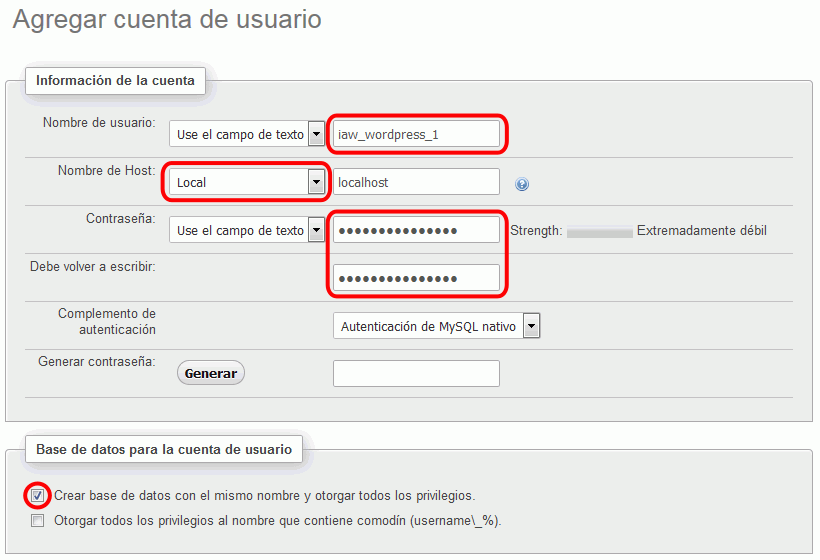 Agregar cuenta de usuario
Información de la cuenta
Nombre de usuario: Use el campo de texto iaw_wordpress_1
Nombre de Host: Local localhost
Contraseña: Use el campo de texto ●●●●●●●●●●●●●●● Strength: Extremadamente débil
Debe volver a escribir: ●●●●●●●●●●●●●●●
Complemento de
autenticación Autenticación de MySQL nativo
Generar contraseña: Generar
Base de datos para la cuenta de usuario
Crear base de datos con el mismo nombre y otorgar todos los privilegios.
Otorgar todos los privilegios al nombre que contiene comodín (username\_%).